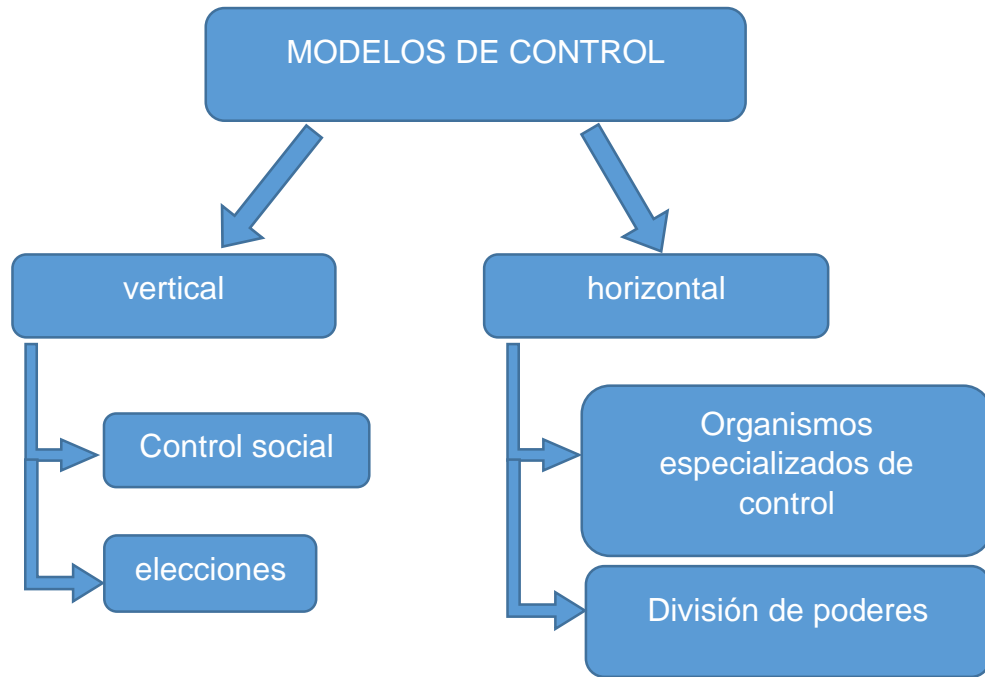 MODELOS DE CONTROL
vertical
Control social
elecciones
horizontal
Organismos
especializados de
control
División de poderes